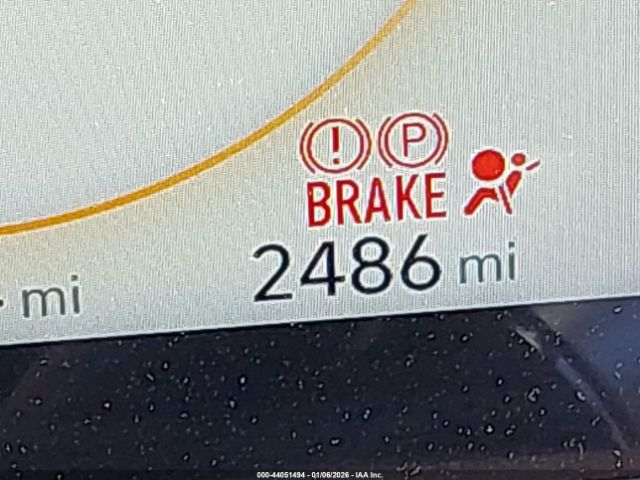 ! P
BRAKE
2486 mi
mi
000-44051494 - 01/06/2026 - IAA Inc.